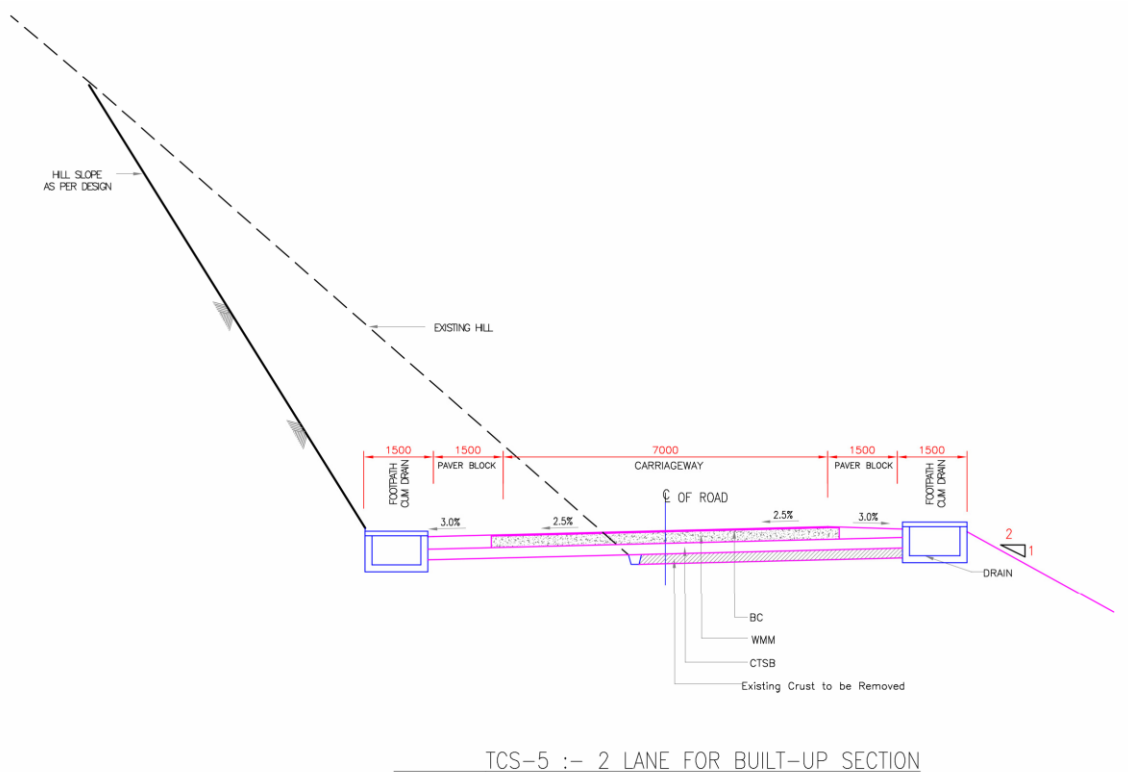 HILL SLOPE
AS PER DESIGN
EXISTING HILL
1500
1500
7000
1500
1500
FOOTPATH
CUM DRAIN
PAVER BLOCK
CARRIAGEWAY
PAVER BLOCK
FOOTPATH
CUM DRAIN
℄ OF ROAD
3.0%
2.5%
2.5%
3.0%
2
1
DRAIN
BC
WMM
CTSB
Existing Crust to be Removed
TCS-5 :- 2 LANE FOR BUILT-UP SECTION